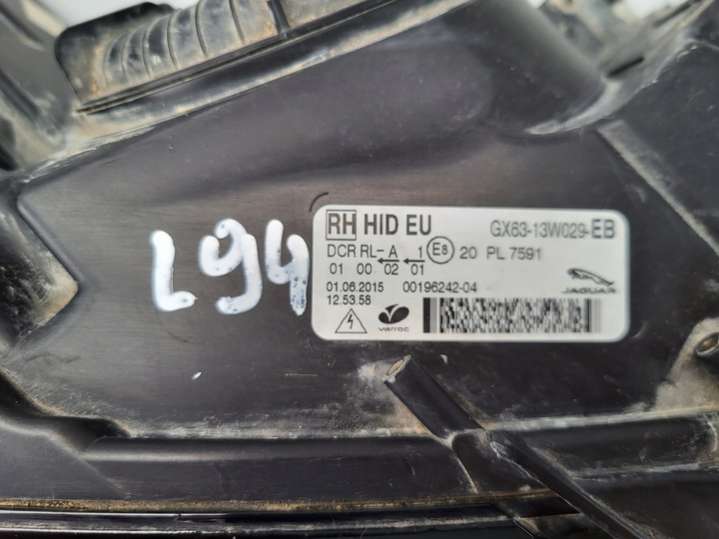 L94
RH HID EU GX63-13W029-EB
DCR RL- A 1 E8 20 PL 7591
01 00 02 01
01.06.2015 00196242-04
12.53.58
varroc
JAGUAR